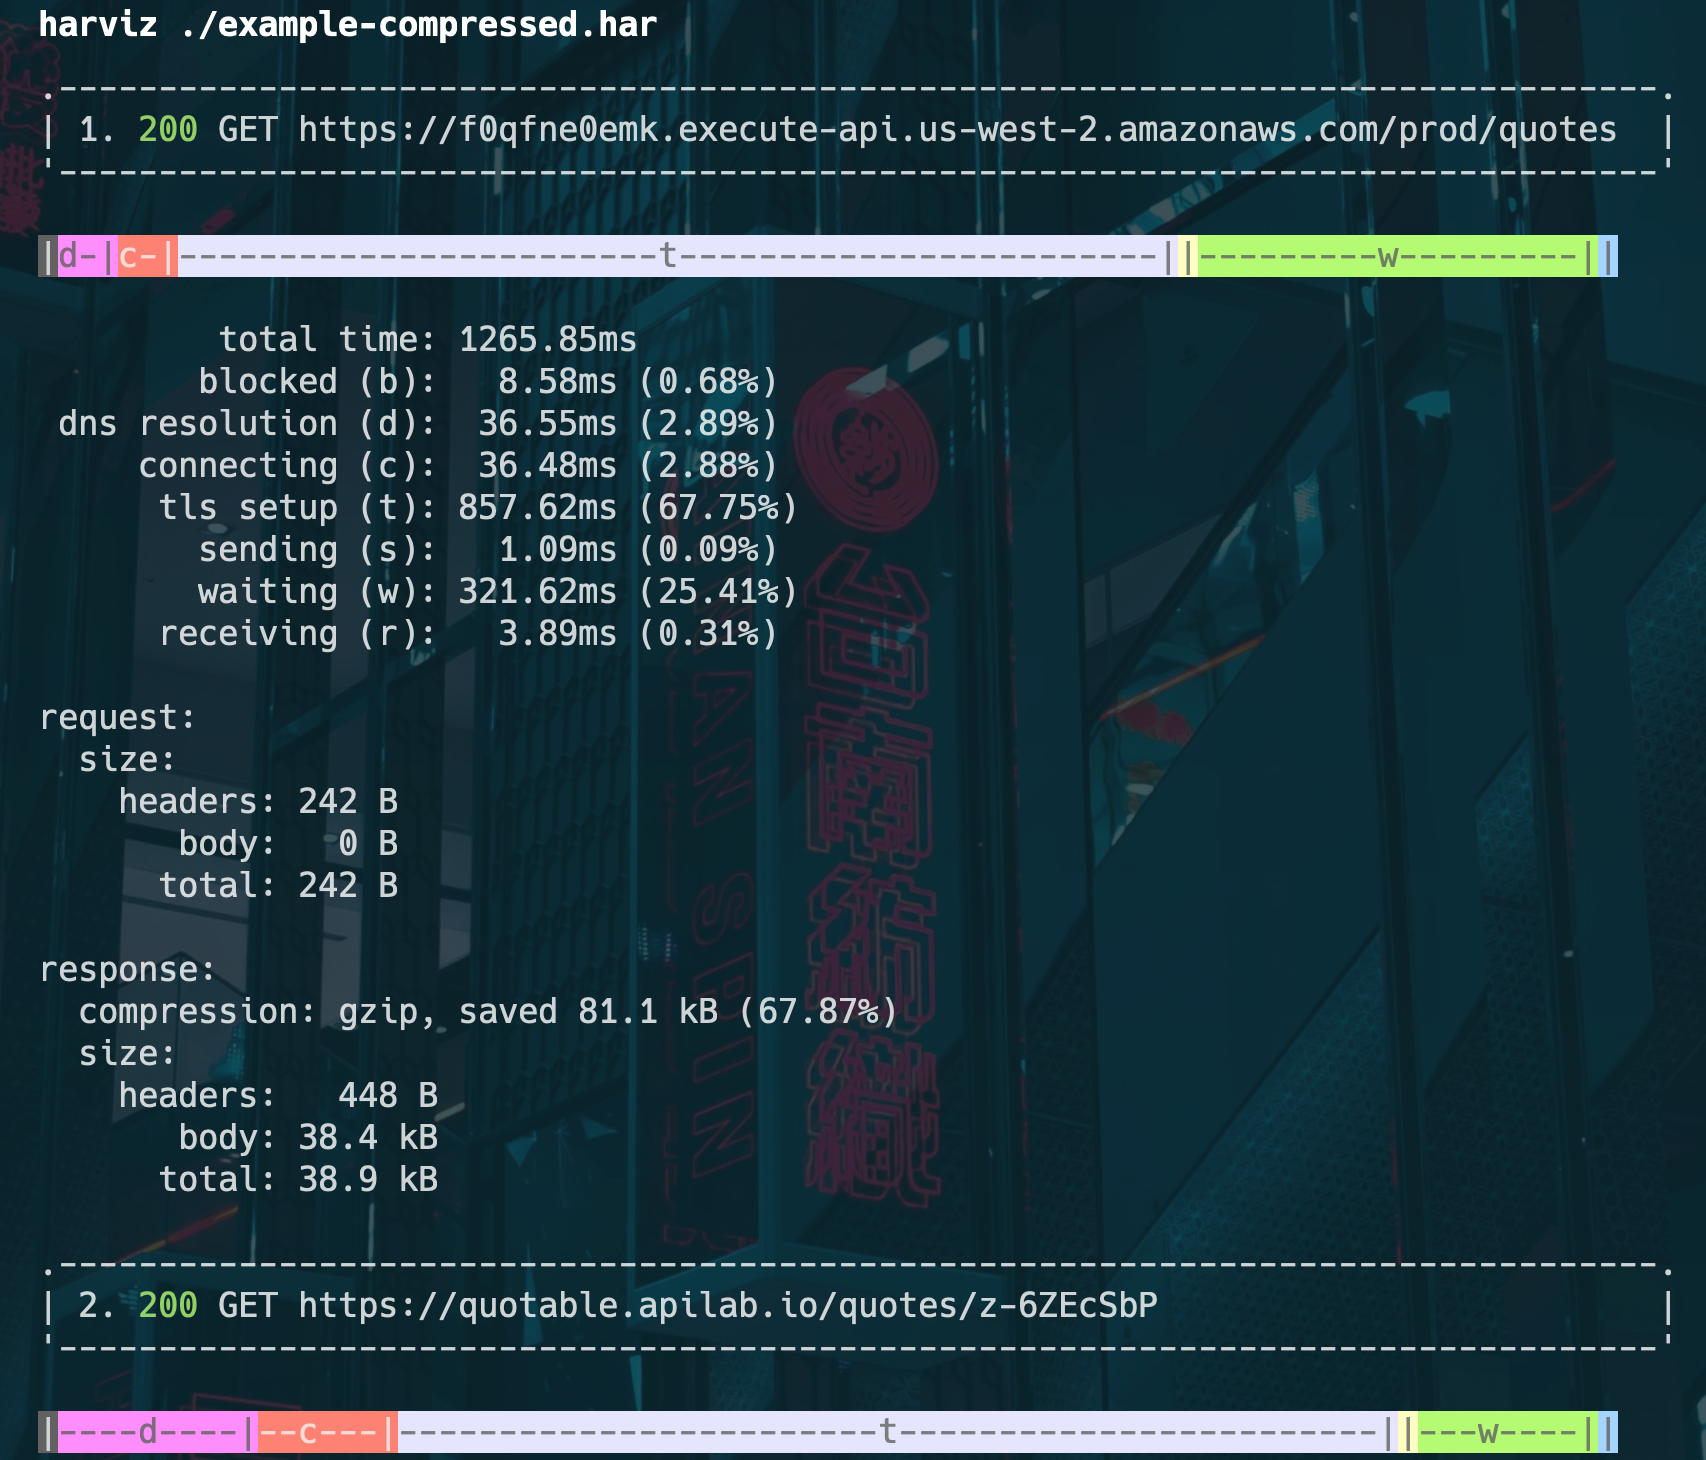 harviz ./example-compressed.har
.--------------------------------------------------------------------------------.
| 1. 200 GET https://f0qfne0emk.execute-api.us-west-2.amazonaws.com/prod/quotes  |
'--------------------------------------------------------------------------------'
|d-|c-|------------------------t------------------------||---------w---------||
total time: 1265.85ms
blocked (b): 8.58ms (0.68%)
dns resolution (d): 36.55ms (2.89%)
connecting (c): 36.48ms (2.88%)
tls setup (t): 857.62ms (67.75%)
sending (s): 1.09ms (0.09%)
waiting (w): 321.62ms (25.41%)
receiving (r): 3.89ms (0.31%)
request:
size:
headers: 242 B
body: 0 B
total: 242 B
response:
compression: gzip, saved 81.1 kB (67.87%)
size:
headers: 448 B
body: 38.4 kB
total: 38.9 kB
.--------------------------------------------------------------------------------.
| 2. 200 GET https://quotable.apilab.io/quotes/z-6ZEcSbP                         |
'--------------------------------------------------------------------------------'
|----d----|--c---|------------------------t------------------------||---w----||